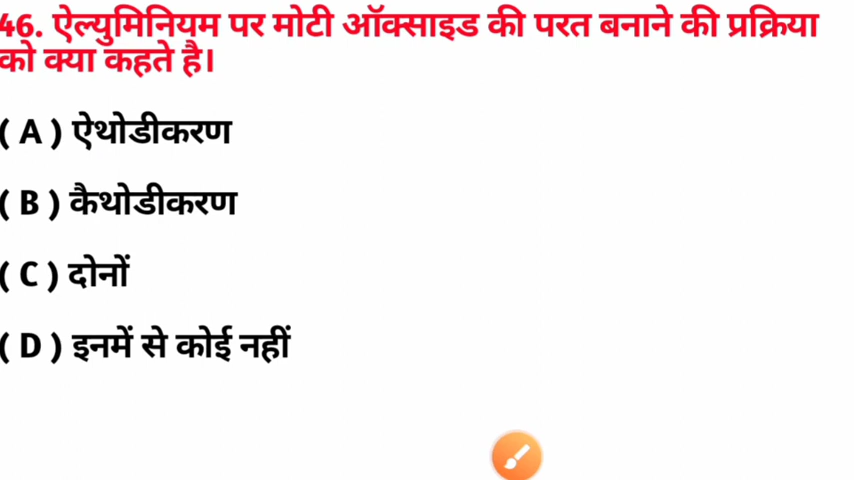 46. ऐल्युमिनियम पर मोटी ऑक्साइड की परत बनाने की प्रक्रिया
को क्या कहते है।
( A ) ऐथोडीकरण
( B ) कैथोडीकरण
( C ) दोनों
( D ) इनमें से कोई नहीं